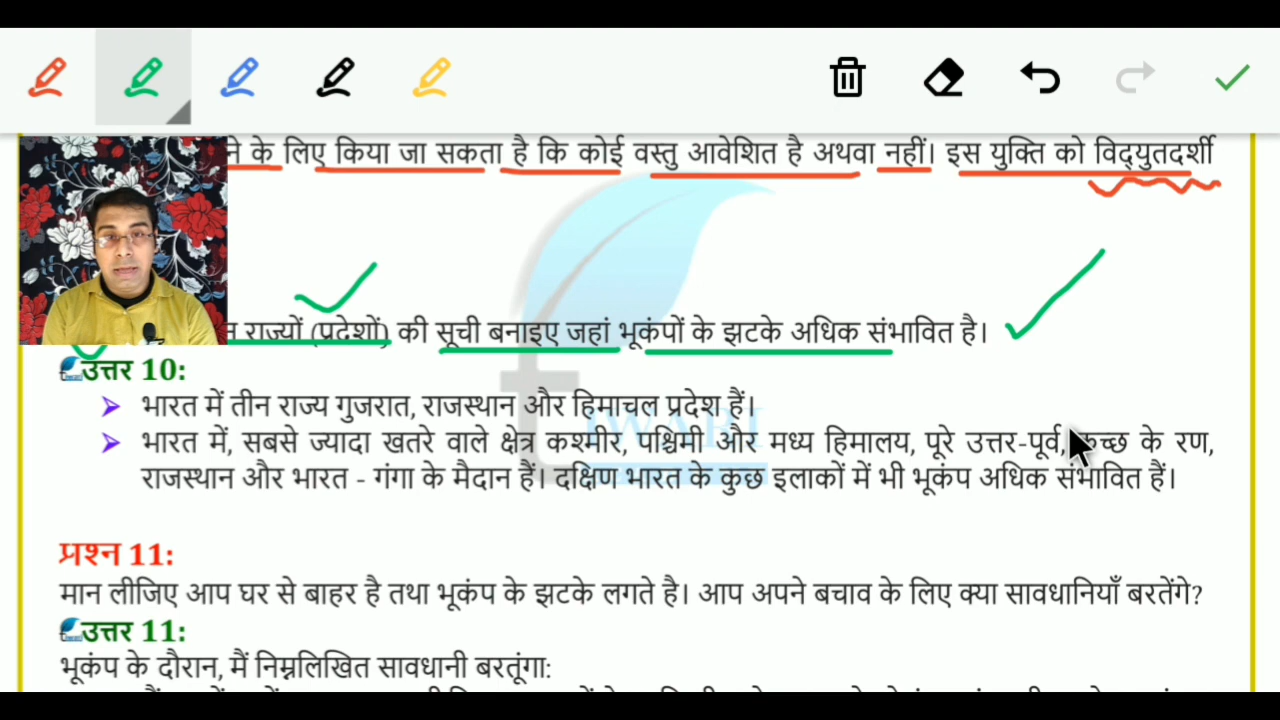 ने के लिए किया जा सकता है कि कोई वस्तु आवेशित है अथवा नहीं। इस युक्ति को विद्युतदर्शी
राज्यों (प्रदेशों) की सूची बनाइए जहां भूकंपों के झटके अधिक संभावित है।
उत्तर 10:
भारत में तीन राज्य गुजरात, राजस्थान और हिमाचल प्रदेश हैं।
भारत में, सबसे ज्यादा खतरे वाले क्षेत्र कश्मीर, पश्चिमी और मध्य हिमालय, पूरे उत्तर-पूर्व, कच्छ के रण,
राजस्थान और भारत - गंगा के मैदान हैं। दक्षिण भारत के कुछ इलाकों में भी भूकंप अधिक संभावित हैं।
प्रश्न 11:
मान लीजिए आप घर से बाहर है तथा भूकंप के झटके लगते है। आप अपने बचाव के लिए क्या सावधानियाँ बरतेंगे?
उत्तर 11:
भूकंप के दौरान, मैं निम्नलिखित सावधानी बरतूंगा: